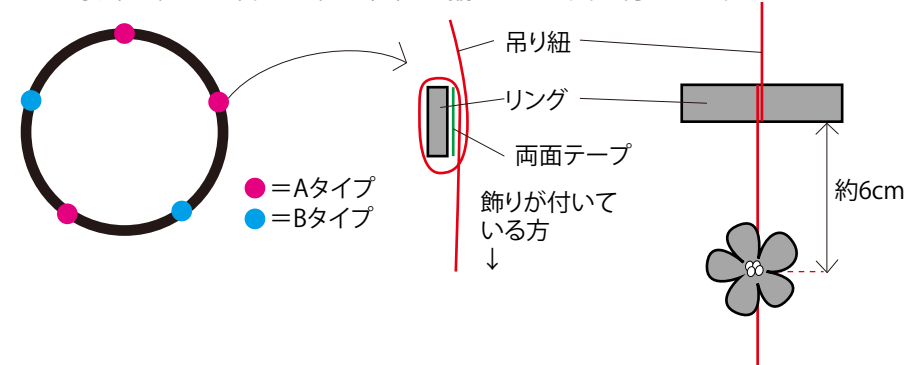 吊り紐
リング
両面テープ
=Aタイプ
=Bタイプ
飾りが付いて
いる方
↓
約6cm